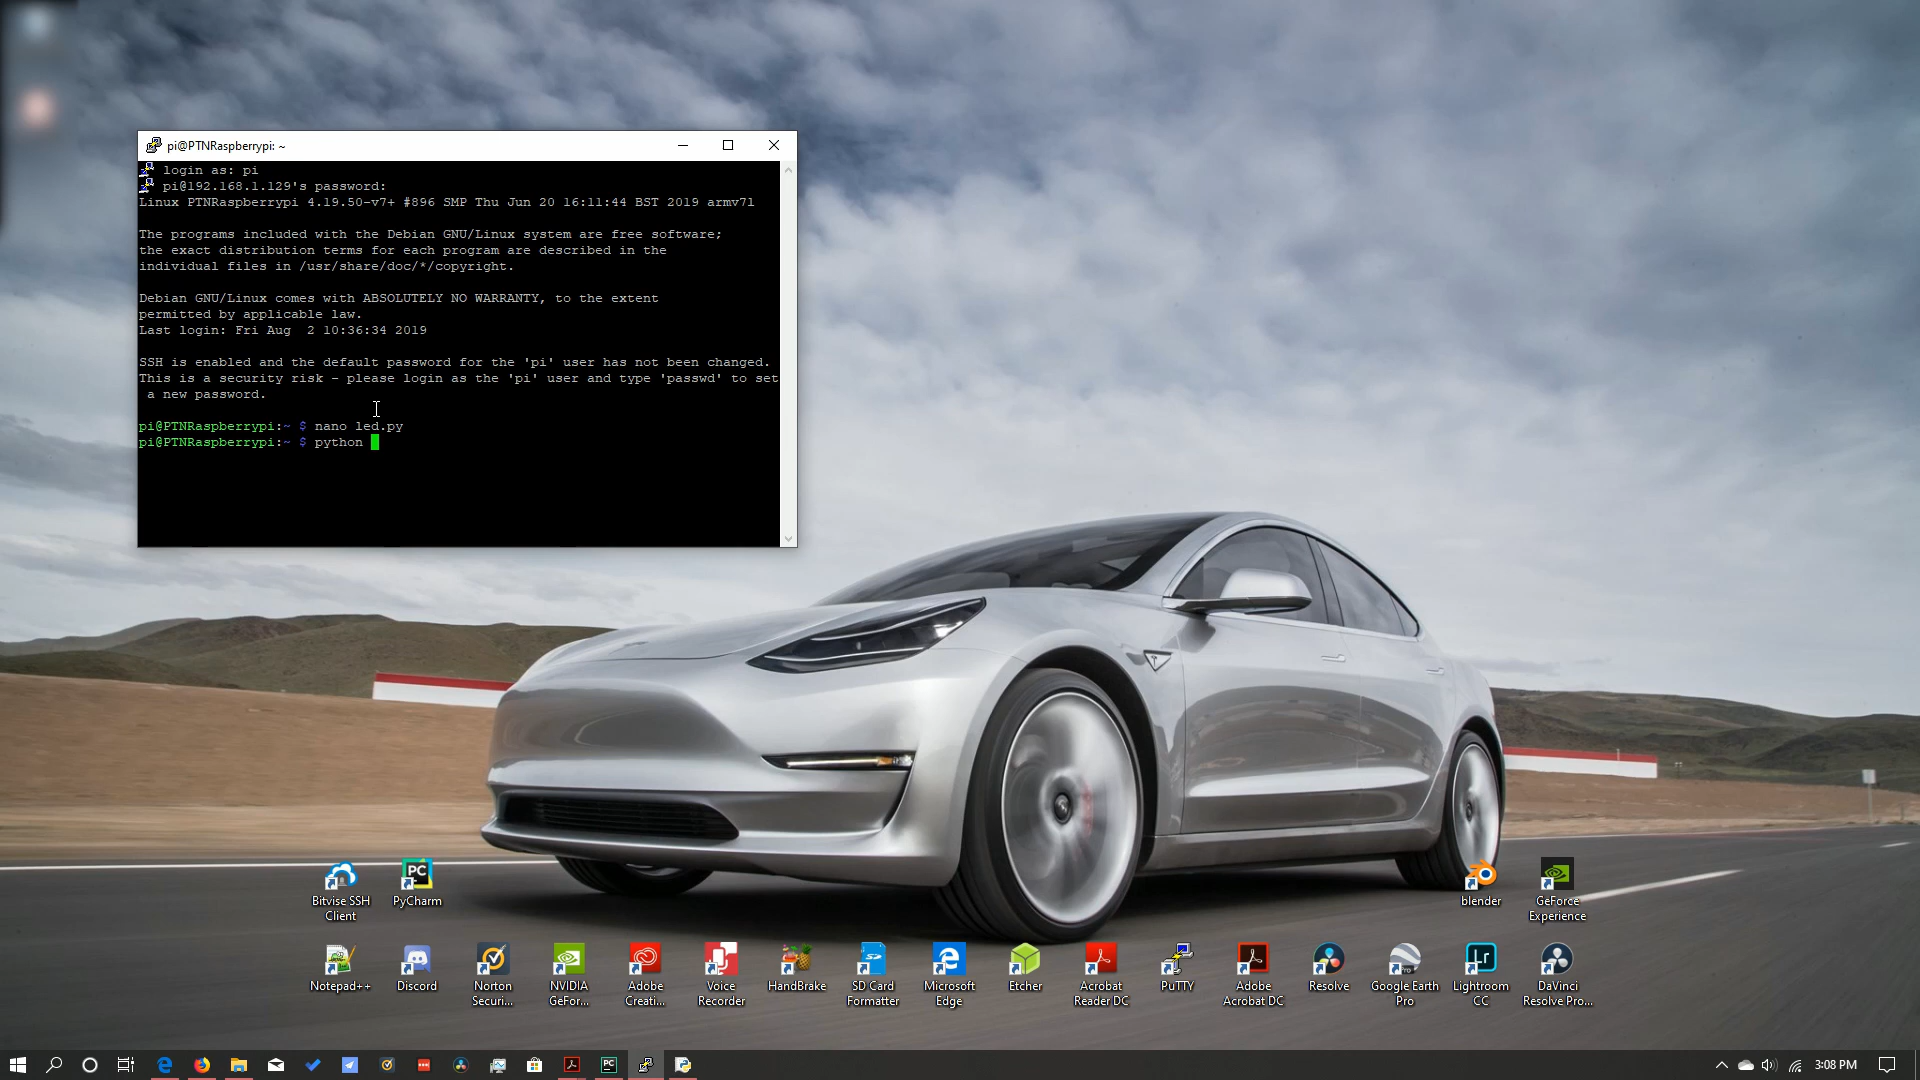 pi@PTNRaspberrypi: ~
login as: pi
pi@192.168.1.129's password:
Linux PTNRaspberrypi 4.19.50-v7+ #896 SMP Thu Jun 20 16:11:44 BST 2019 armv7l
The programs included with the Debian GNU/Linux system are free software;
the exact distribution terms for each program are described in the
individual files in /usr/share/doc/*/copyright.
Debian GNU/Linux comes with ABSOLUTELY NO WARRANTY, to the extent
permitted by applicable law.
Last login: Fri Aug  2 10:36:34 2019
SSH is enabled and the default password for the 'pi' user has not been changed.
This is a security risk - please login as the 'pi' user and type 'passwd' to set
a new password.
pi@PTNRaspberrypi:~ $ nano led.py
pi@PTNRaspberrypi:~ $ python
Bitvise SSH
Client
PyCharm
blender
GeForce
Experience
Notepad++
Discord
Norton
Securi...
NVIDIA
GeFor...
Adobe
Creati...
Voice
Recorder
HandBrake
SD Card
Formatter
Microsoft
Edge
Etcher
Acrobat
Reader DC
PuTTY
Adobe
Acrobat DC
Resolve
Google Earth
Pro
Lightroom
CC
DaVinci
Resolve Pro...
3:08 PM